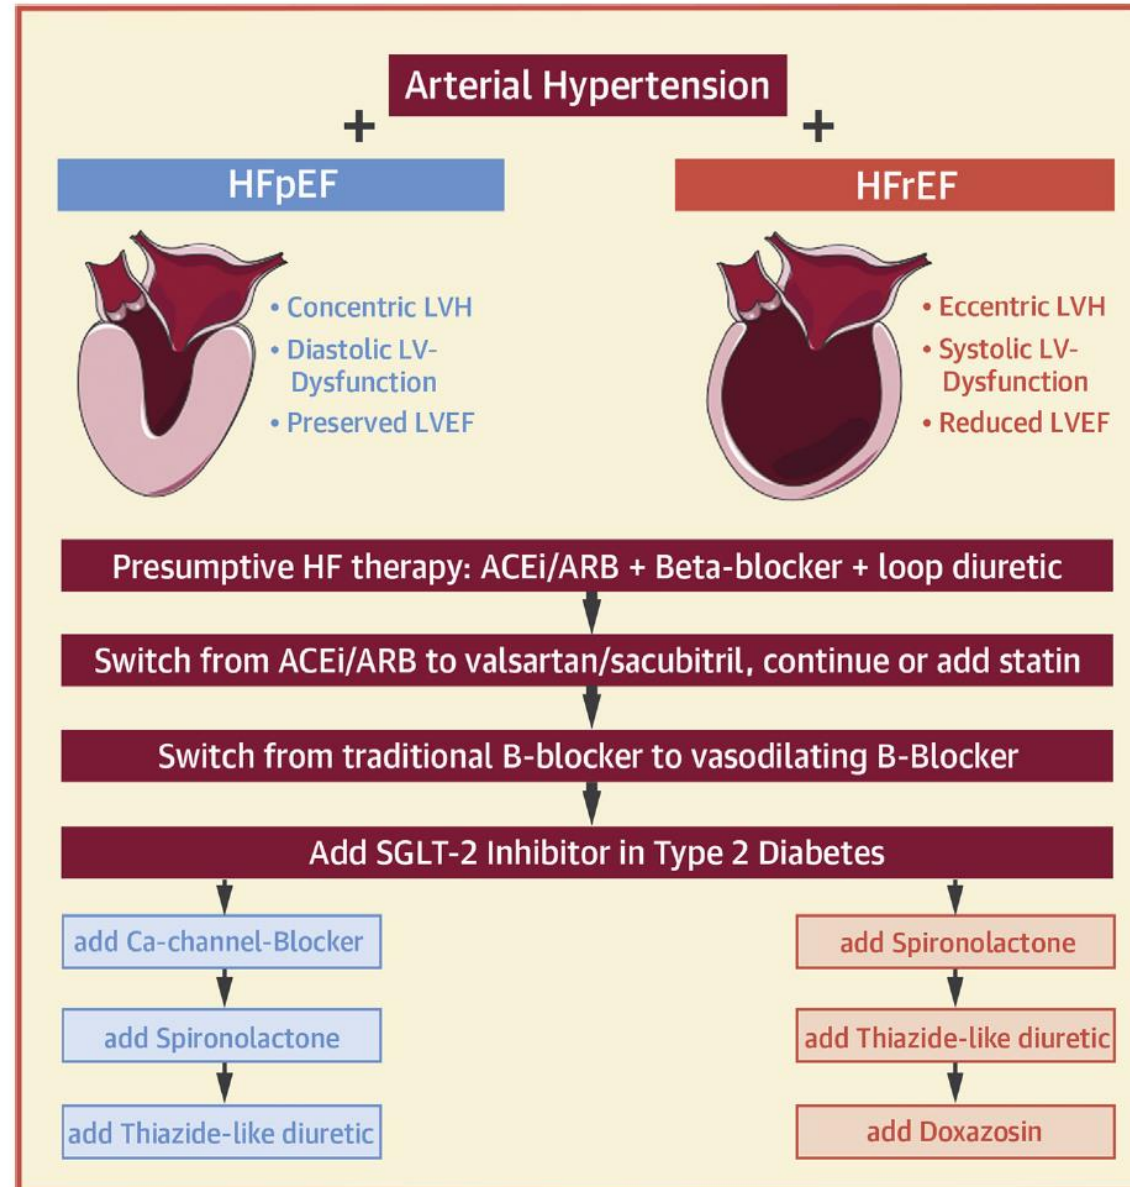 Arterial Hypertension
+ +
HFpEF
HFrEF
• Concentric LVH
• Diastolic LV-
Dysfunction
• Preserved LVEF
• Eccentric LVH
• Systolic LV-
Dysfunction
• Reduced LVEF
Presumptive HF therapy: ACEi/ARB + Beta-blocker + loop diuretic
Switch from ACEi/ARB to valsartan/sacubitril, continue or add statin
Switch from traditional B-blocker to vasodilating B-Blocker
Add SGLT-2 Inhibitor in Type 2 Diabetes
add Ca-channel-Blocker
add Spironolactone
add Thiazide-like diuretic
add Spironolactone
add Thiazide-like diuretic
add Doxazosin